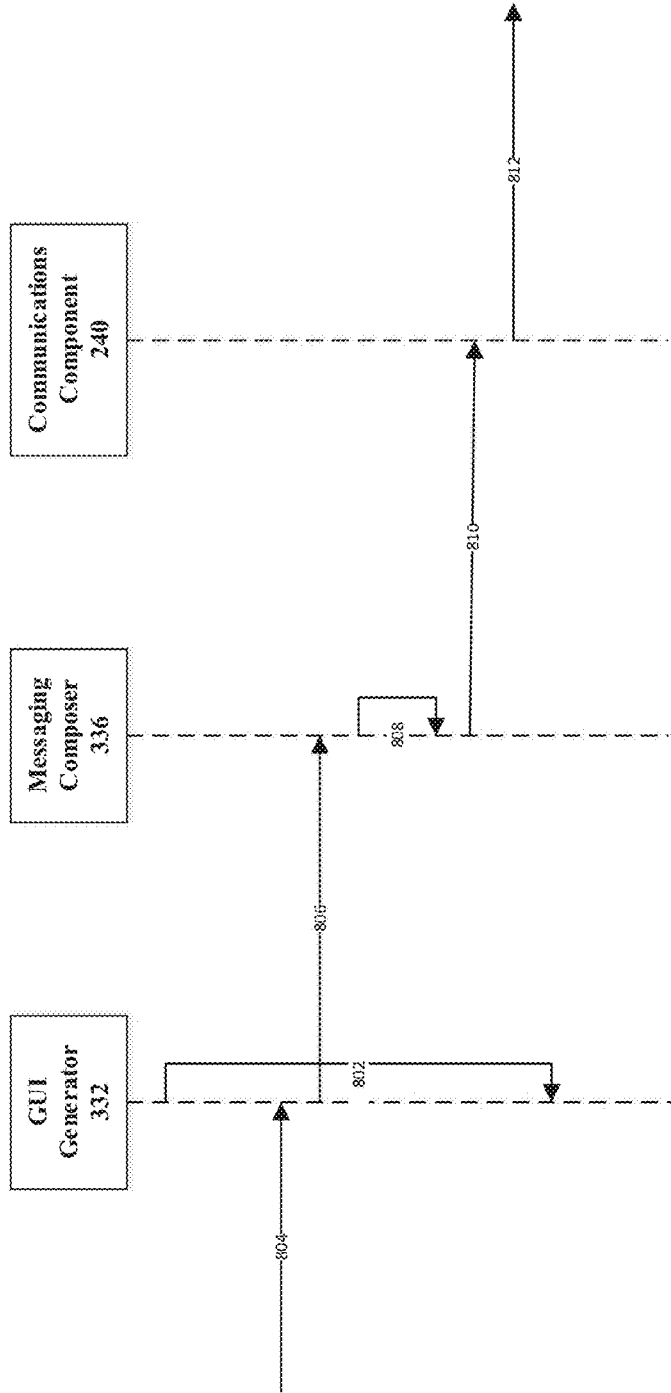 GUI
Generator
332
Messaging
Composer
336
Communications
Component
240
802
804
806
808
810
812